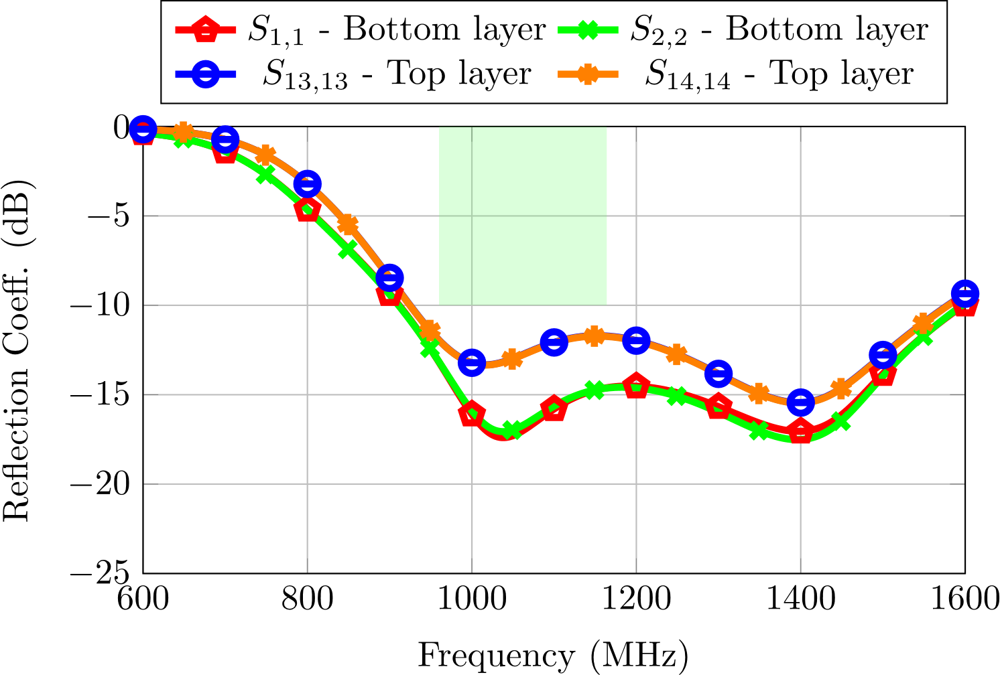 S1,1 - Bottom layer S2,2 - Bottom layer
S13,13 - Top layer S14,14 - Top layer
0
−5
−10
−15
−20
−25
600 800 1000 1200 1400 1600
Reflection Coeff. (dB)
Frequency (MHz)